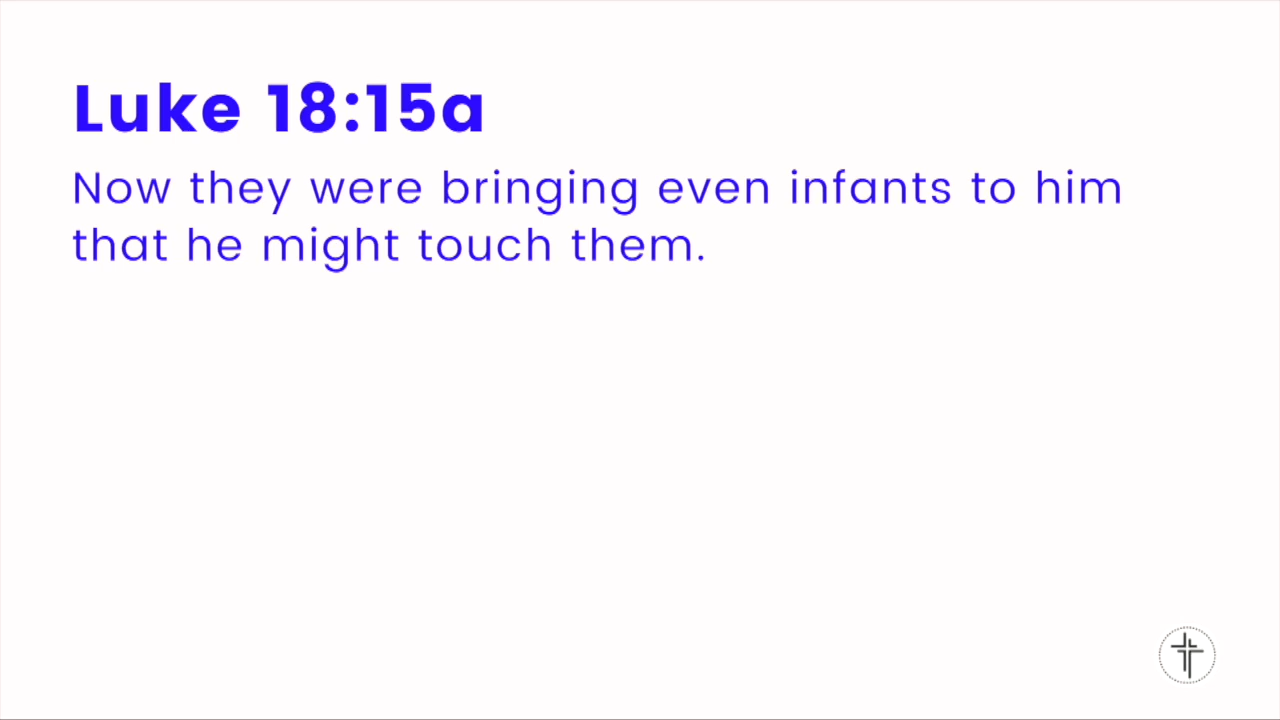 Luke 18:15a
Now they were bringing even infants to him
that he might touch them.